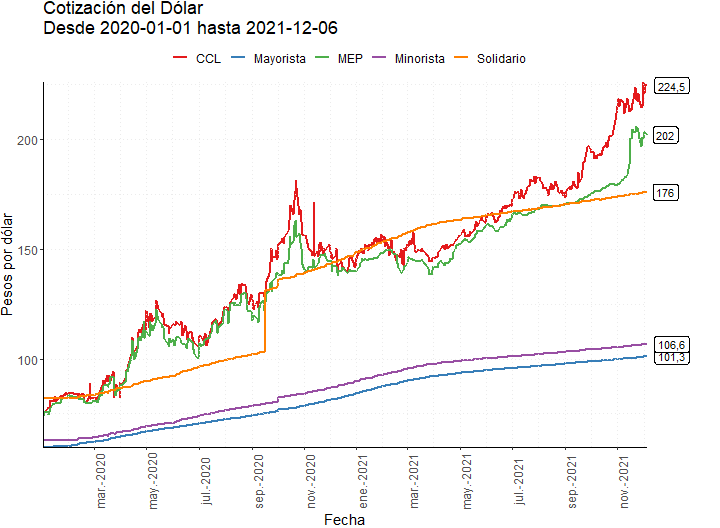 Cotización del Dólar
Desde 2020-01-01 hasta 2021-12-06
CCL Mayorista MEP Minorista Solidario
224,5
200
202
176
150
106,6
101,3
100
Pesos por dólar
mar.-2020 may.-2020 jul.-2020 sep.-2020 nov.-2020 ene.-2021 mar.-2021 may.-2021 jul.-2021 sep.-2021 nov.-2021
Fecha